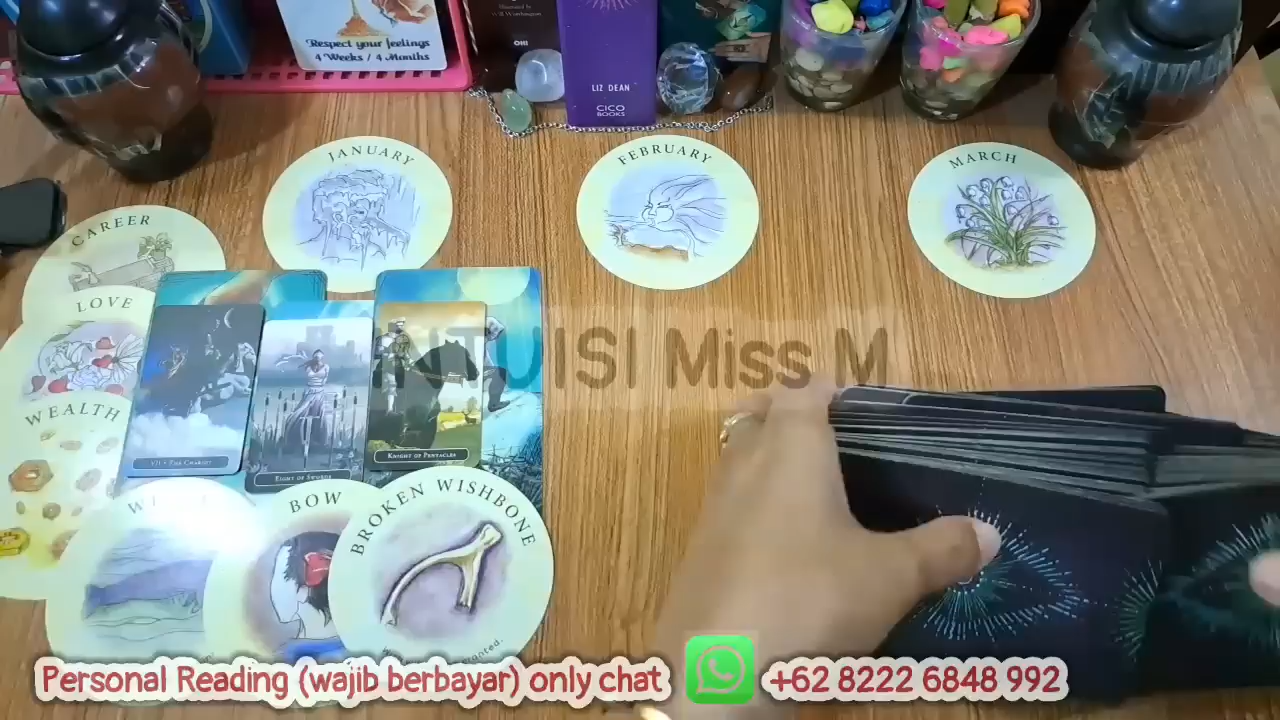 Respect your feelings
4 Weeks / 4 Months
OH!
LIZ DEAN
CICO
BOOKS
JANUARY
FEBRUARY
MARCH
CAREER
LOVE
WEALTH
VII • THE CHARIOT
EIGHT OF SWORDS
KNIGHT OF PENTACLES
INTUISI Miss M
BOW
BROKEN WISHBONE
Personal Reading (wajib berbayar) only chat
+62 8222 6848 992